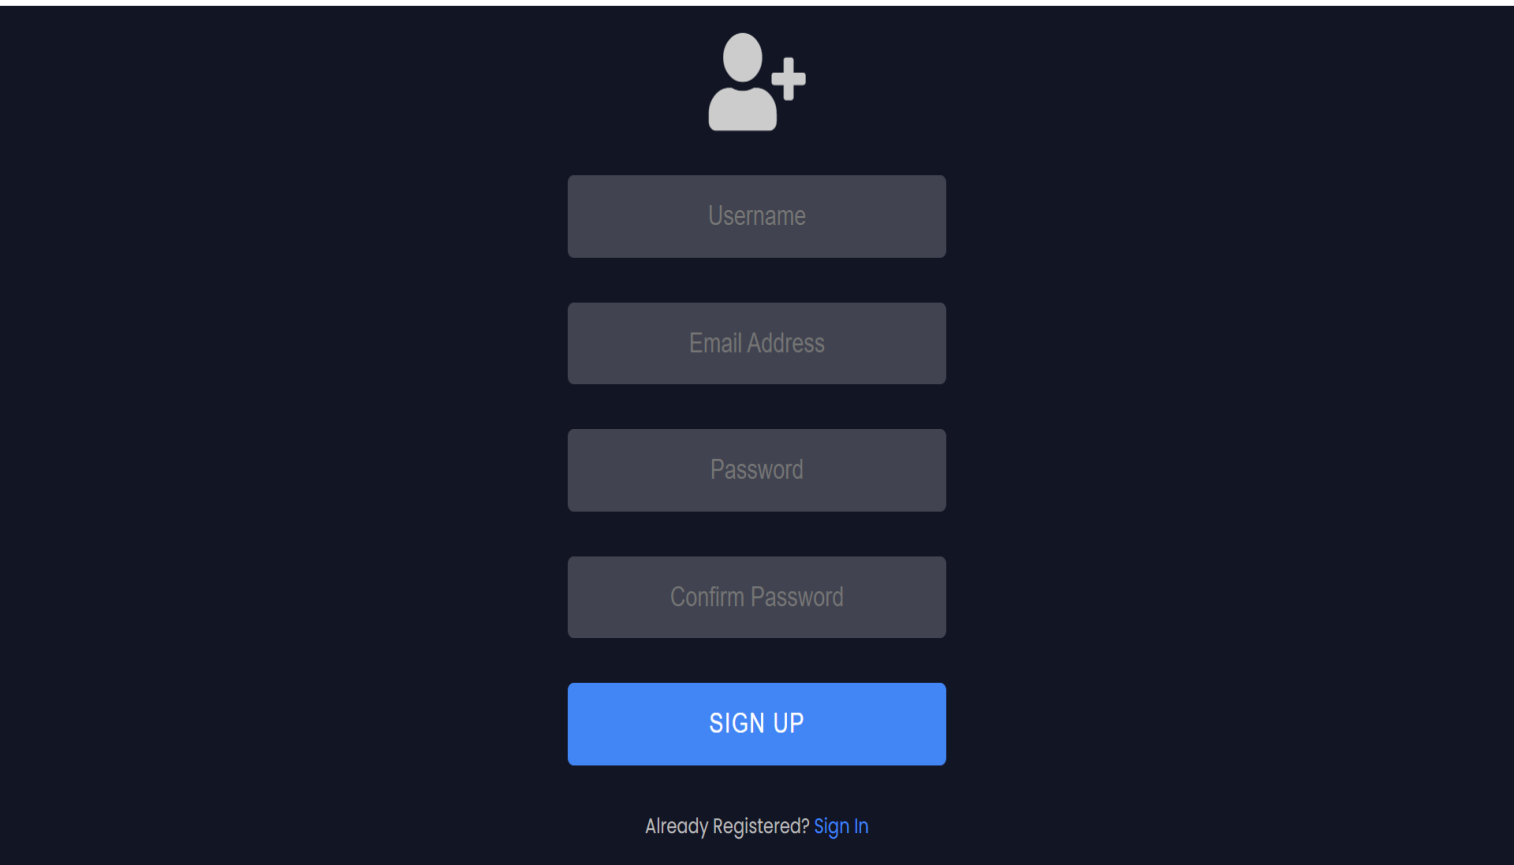 Username
Email Address
Password
Confirm Password
SIGN UP
Already Registered? Sign In